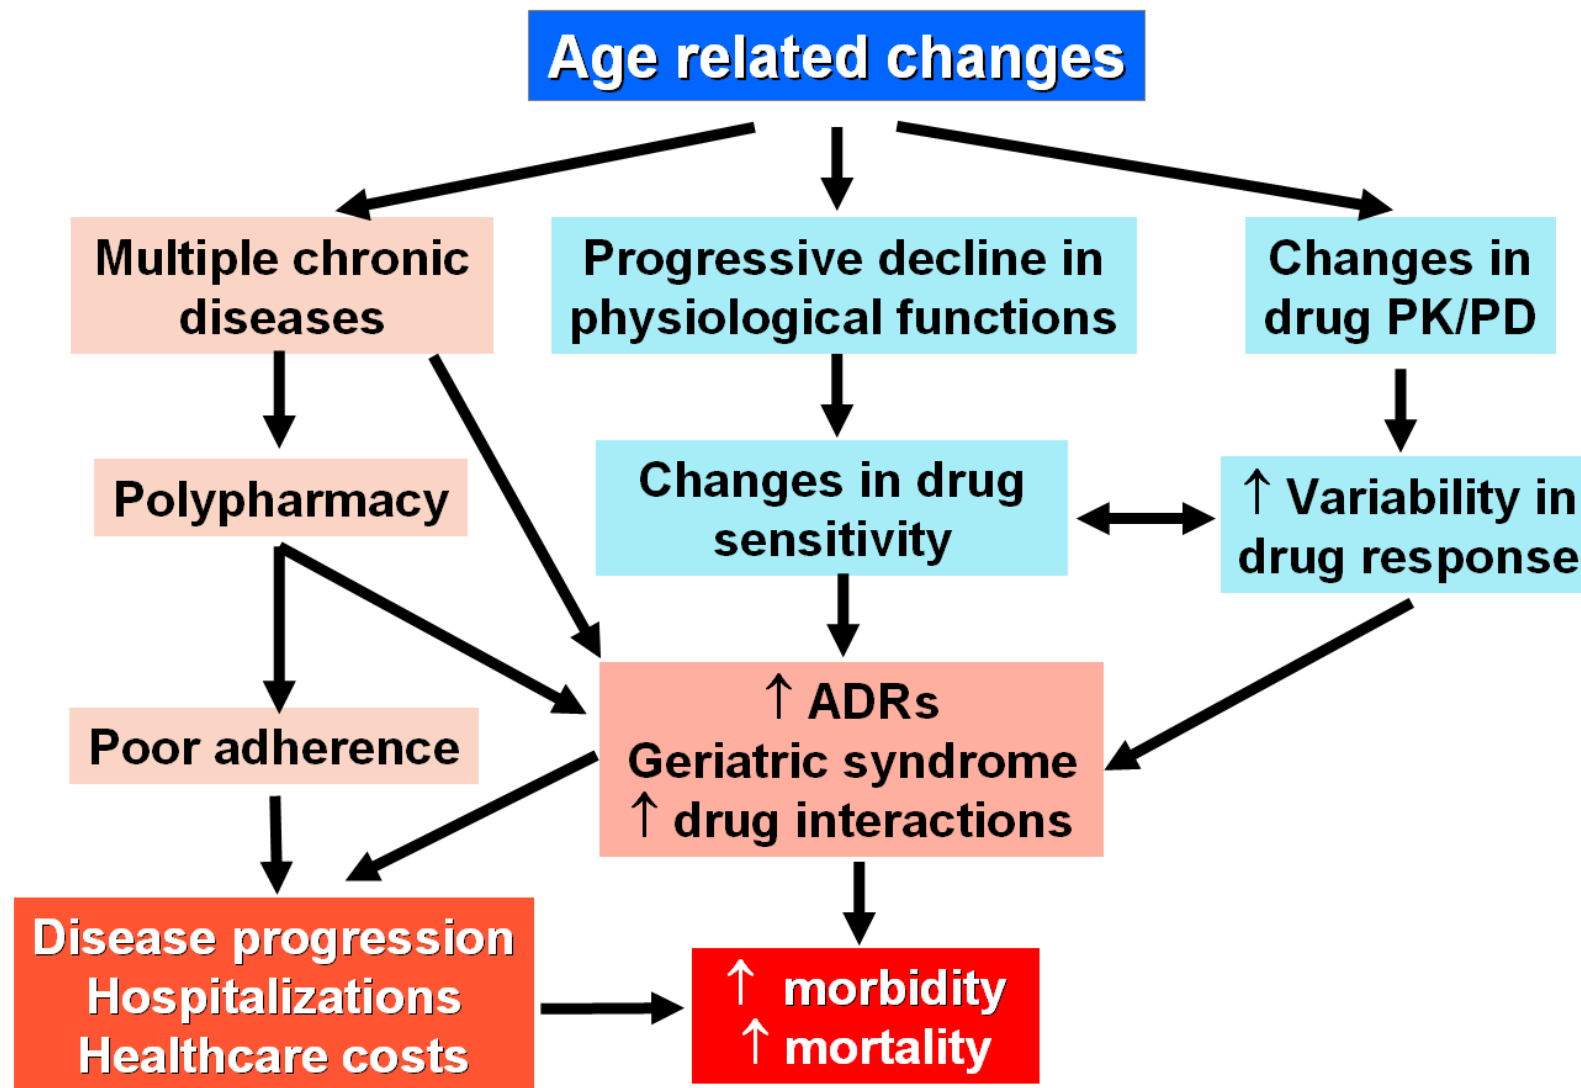 Age related changes
Multiple chronic
diseases
Progressive decline in
physiological functions
Changes in
drug PK/PD
Polypharmacy
Changes in drug
sensitivity
↑ Variability in
drug response
Poor adherence
↑ ADRs
Geriatric syndrome
↑ drug interactions
Disease progression
Hospitalizations
Healthcare costs
↑ morbidity
↑ mortality